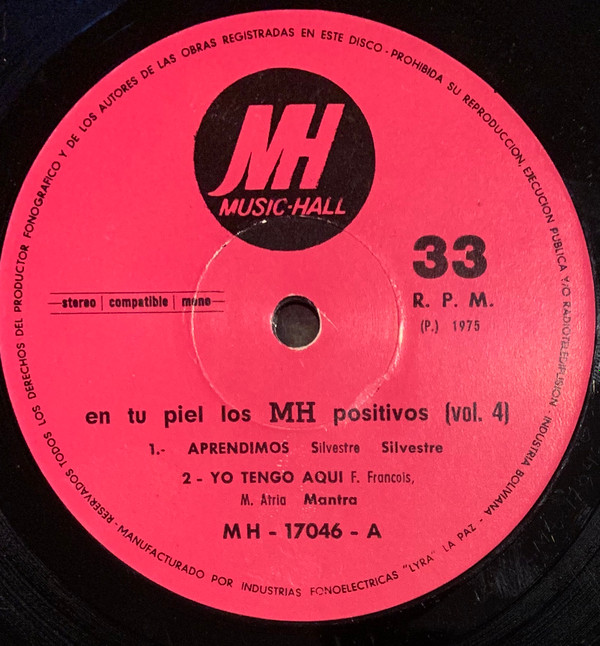 RESERVADOS TODOS LOS DERECHOS DEL PRODUCTOR FONOGRAFICO Y DE LOS AUTORES DE LAS OBRAS REGISTRADAS EN ESTE DISCO - PROHIBIDA SU REPRODUCCION, EJECUCION PUBLICA Y/O RADIOTELEDIFUSION - INDUSTRIA BOLIVIANA -
MH
MUSIC-HALL
33
R. P. M.
(P.) 1975
stereo | compatible | mono
en tu piel los MH positivos (vol. 4)
1.- APRENDIMOS Silvestre Silvestre
2 - YO TENGO AQUI F. Francois,
M. Atria Mantra
MH - 17046 - A
MANUFACTURADO POR INDUSTRIAS FONOELECTRICAS "LYRA" LA PAZ -